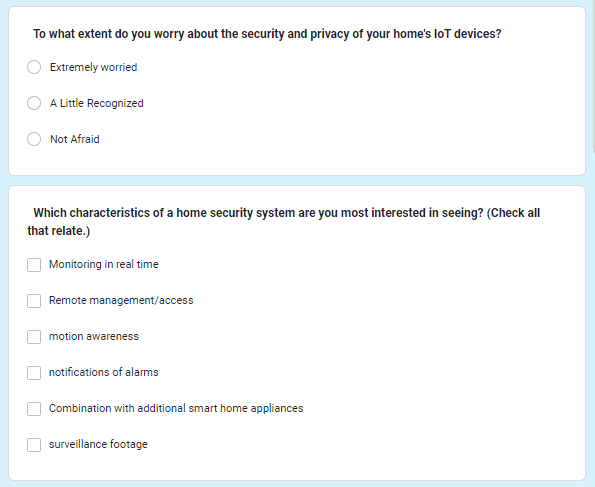 To what extent do you worry about the security and privacy of your home's IoT devices?
Extremely worried
A Little Recognized
Not Afraid
Which characteristics of a home security system are you most interested in seeing? (Check all
that relate.)
Monitoring in real time
Remote management/access
motion awareness
notifications of alarms
Combination with additional smart home appliances
surveillance footage